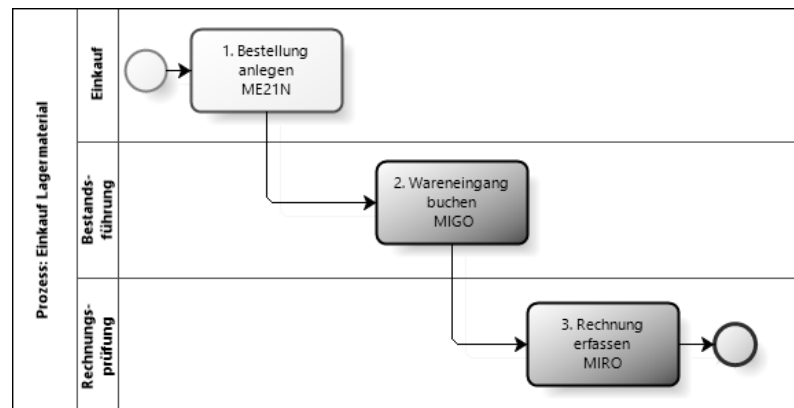 Prozess: Einkauf Lagermaterial
Einkauf
1. Bestellung
anlegen
ME21N
Bestands-
führung
2. Wareneingang
buchen
MIGO
Rechnungs-
prüfung
3. Rechnung
erfassen
MIRO